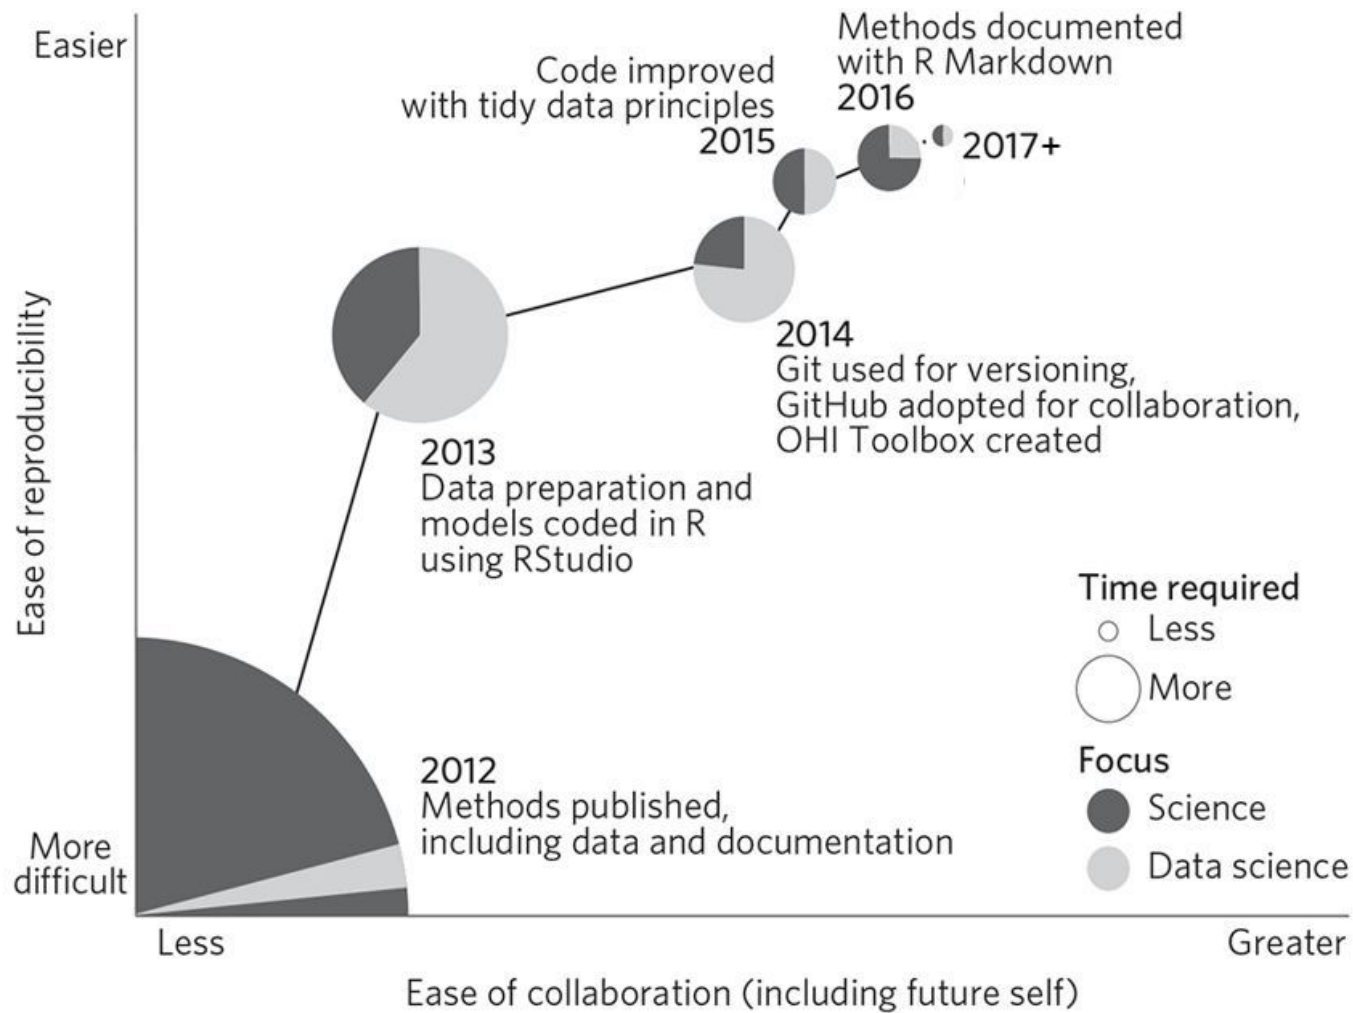 Easier
Methods documented
with R Markdown
2016
Code improved
with tidy data principles
2015
2017+
2014
Git used for versioning,
GitHub adopted for collaboration,
OHI Toolbox created
2013
Data preparation and
models coded in R
using RStudio
Ease of reproducibility
Time required
Less
More
2012
Methods published,
including data and documentation
Focus
Science
Data science
More
difficult
Less
Greater
Ease of collaboration (including future self)